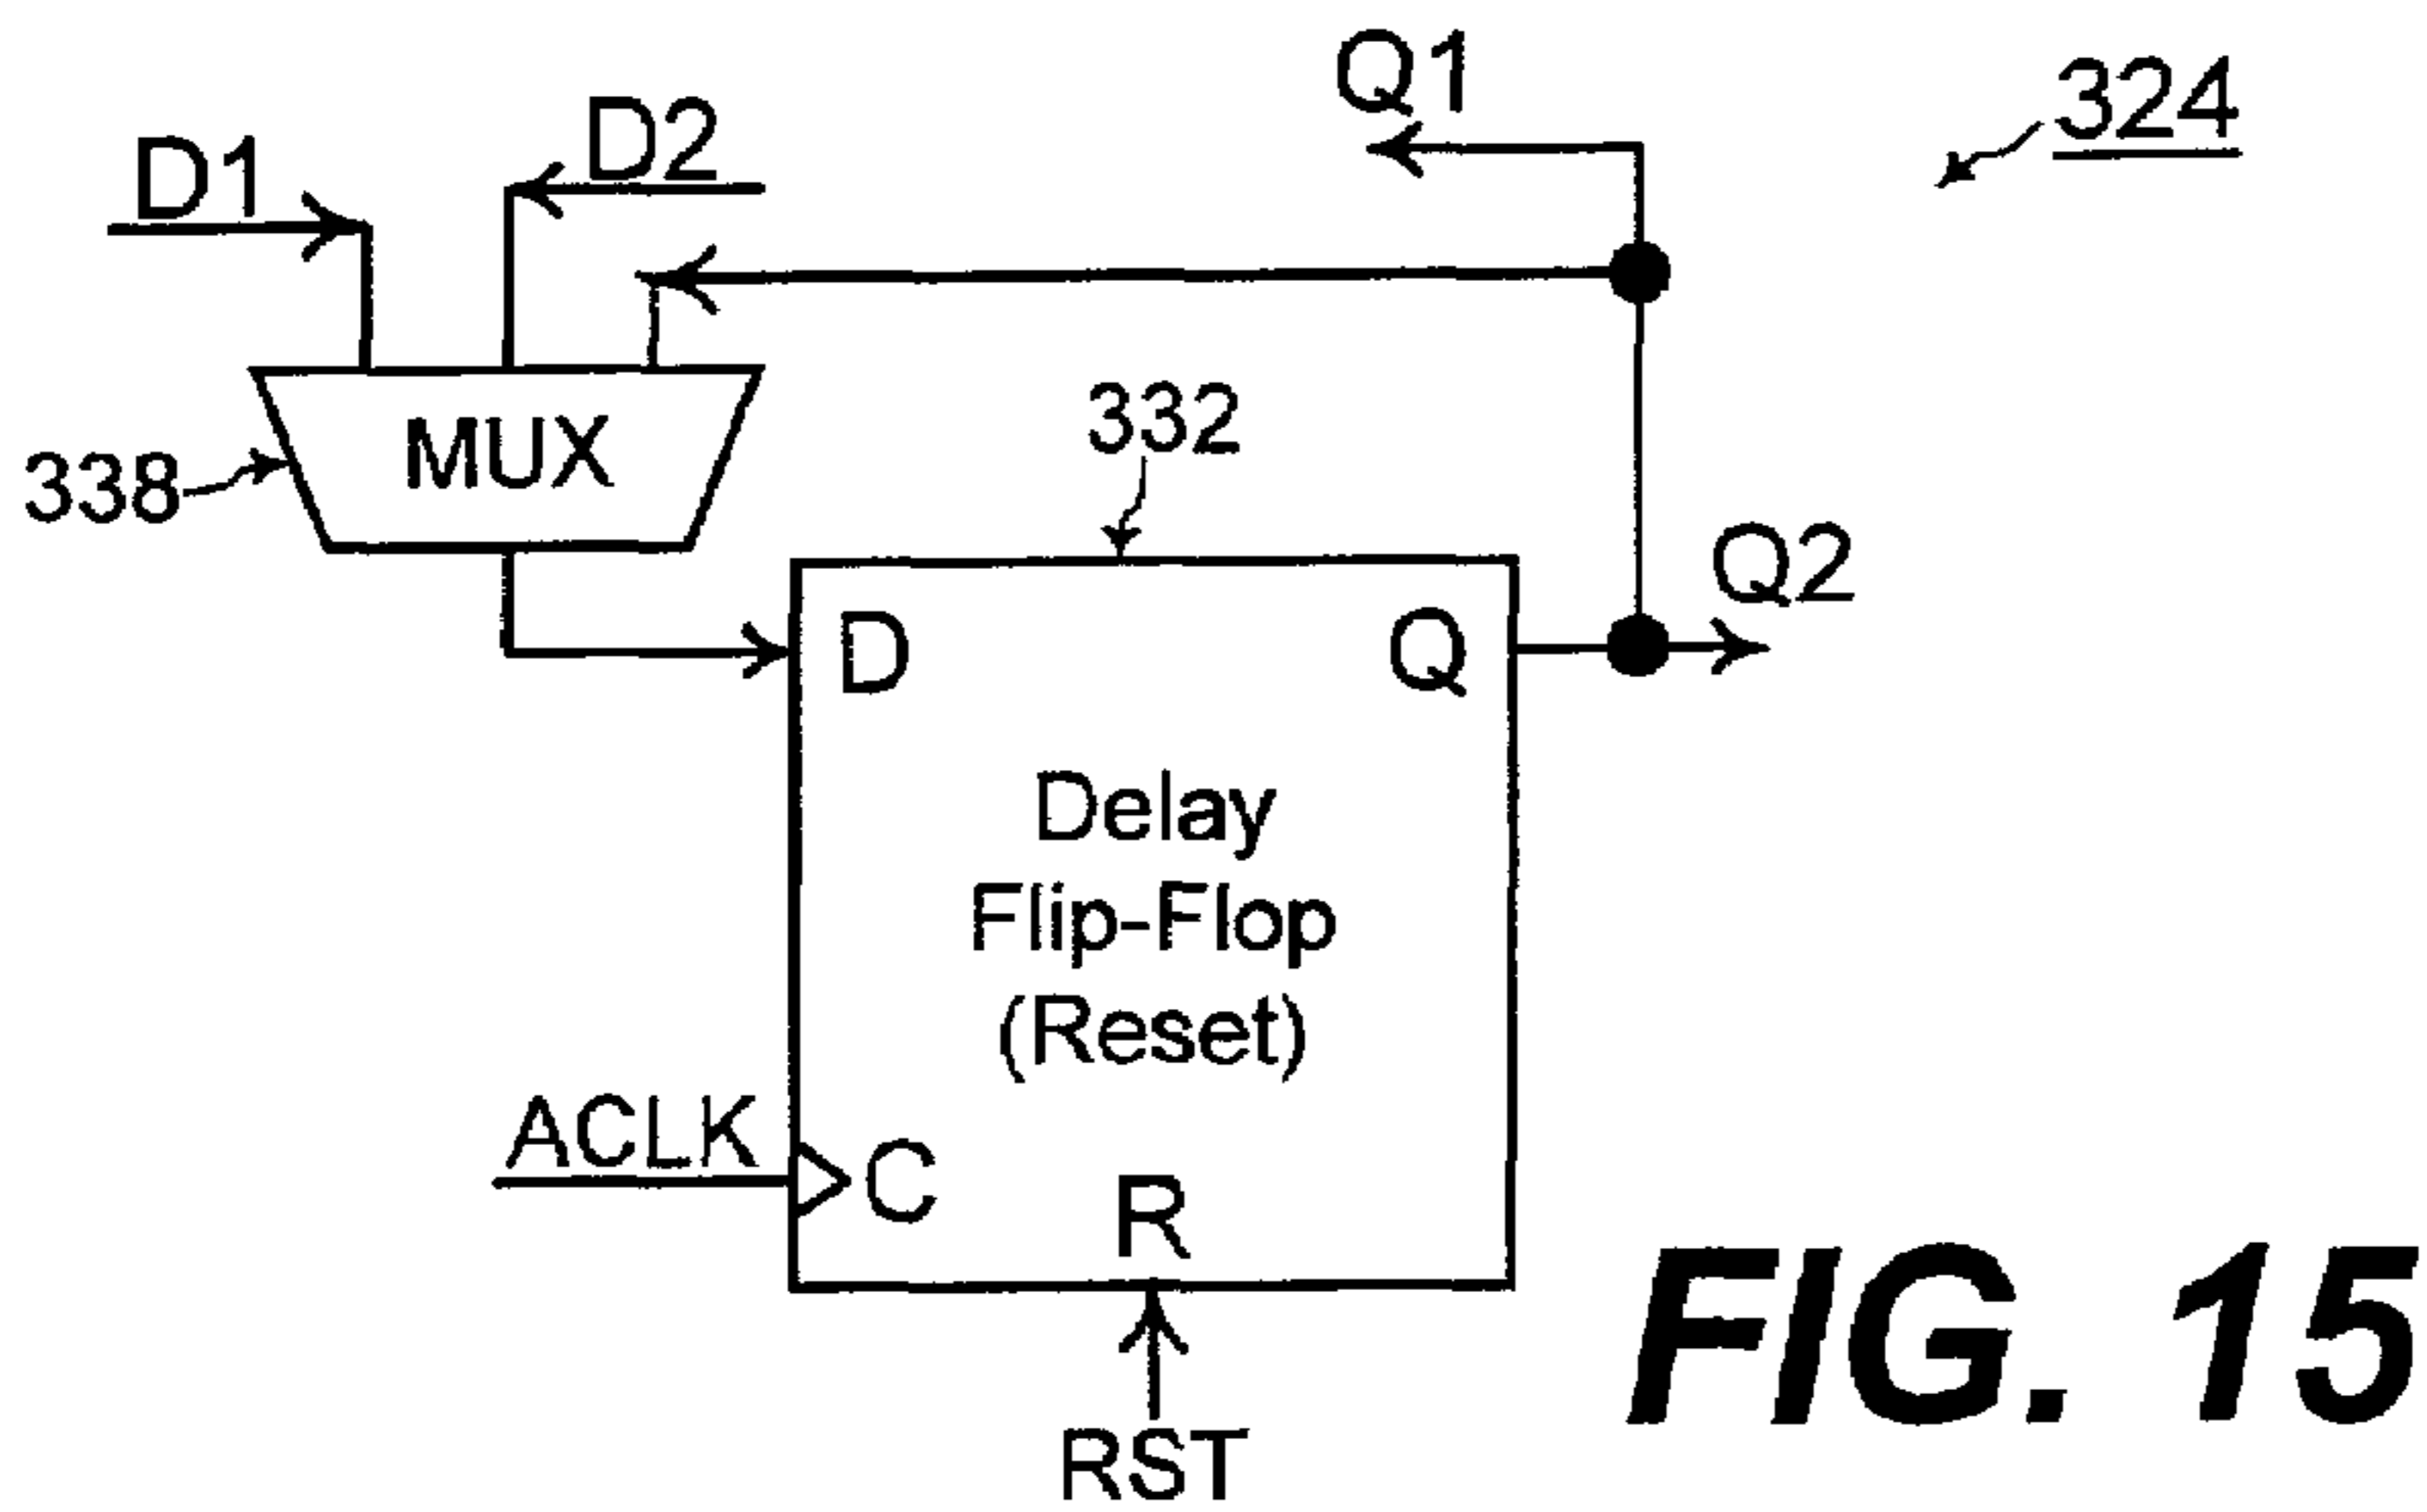 Q1
324
D2
D1
332
MUX
338
Q2
D
Q
Delay
Flip-Flop
(Reset)
ACLK
C
R
FIG. 15
RST